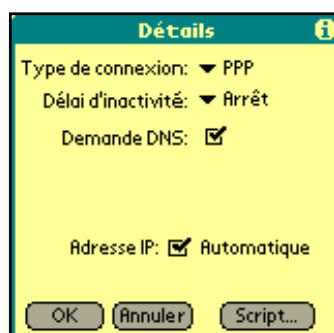 Détails
Type de connexion: PPP
Délai d'inactivité: Arrêt
Demande DNS:
Adresse IP: Automatique
OK Annuler Script...